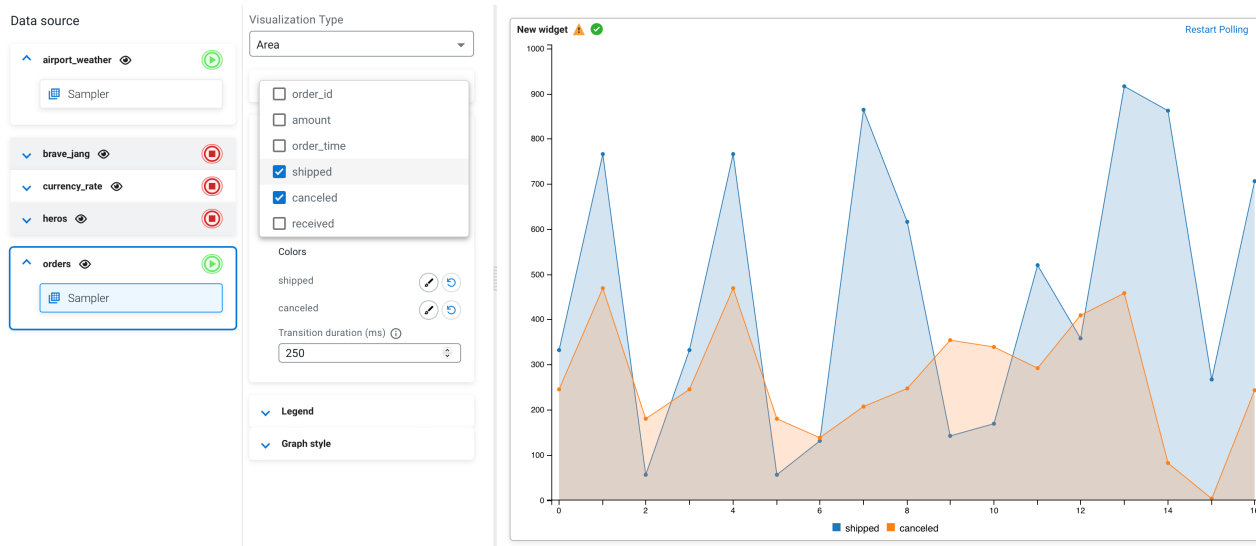 Data source
airport_weather
Sampler
brave_jang
currency_rate
heros
orders
Sampler
Visualization Type
Area
order_id
amount
order_time
shipped
canceled
received
Colors
shipped
canceled
Transition duration (ms)
250
Legend
Graph style
New widget
Restart Polling
1000
900
800
700
600
500
400
300
200
100
0
0 2 4 6 8 10 12 14 16
shipped canceled